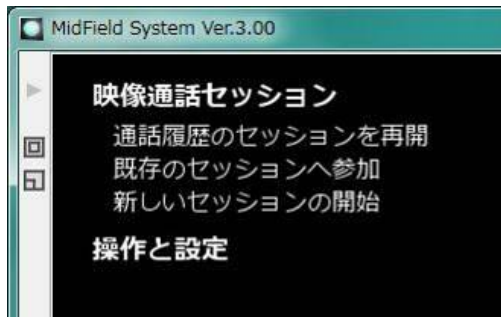 MidField System Ver.3.00
映像通話セッション
通話履歴のセッションを再開
既存のセッションへ参加
新しいセッションの開始
操作と設定